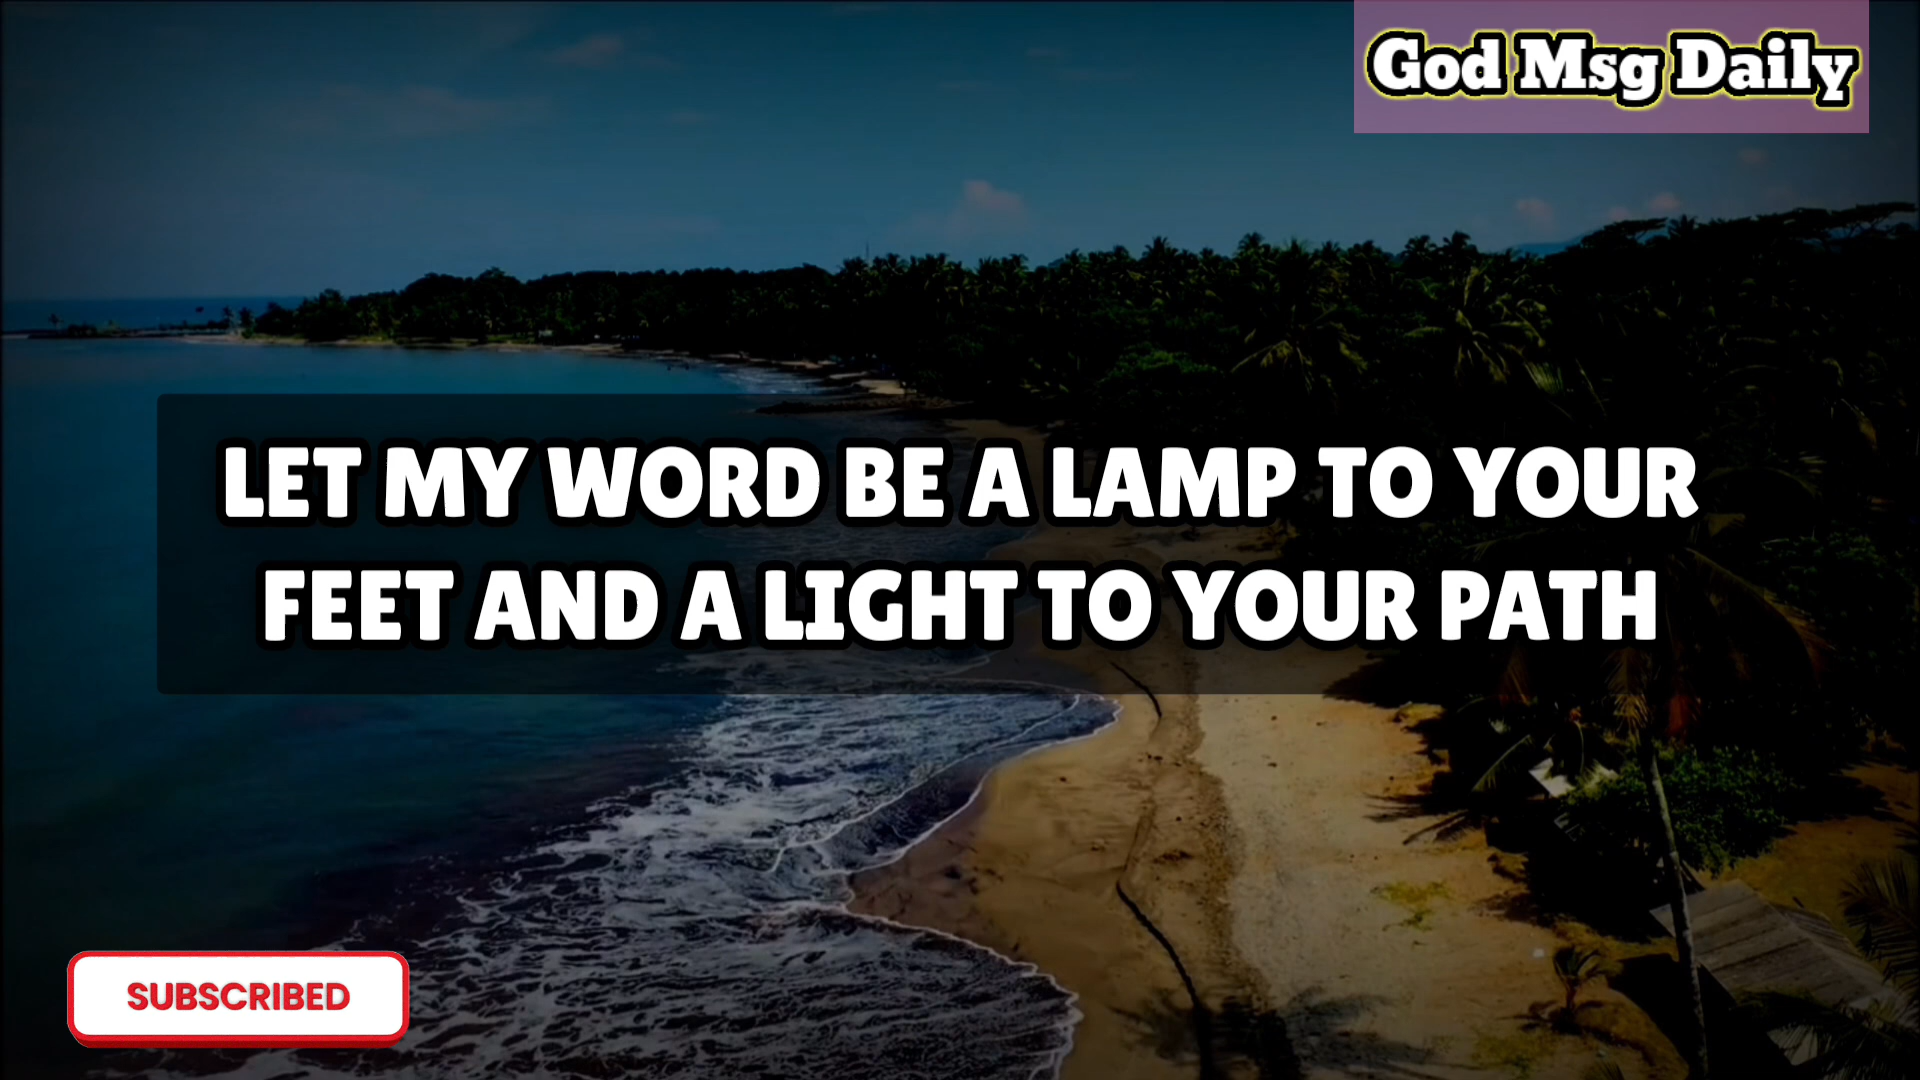 God Msg Daily
LET MY WORD BE A LAMP TO YOUR
FEET AND A LIGHT TO YOUR PATH
SUBSCRIBED